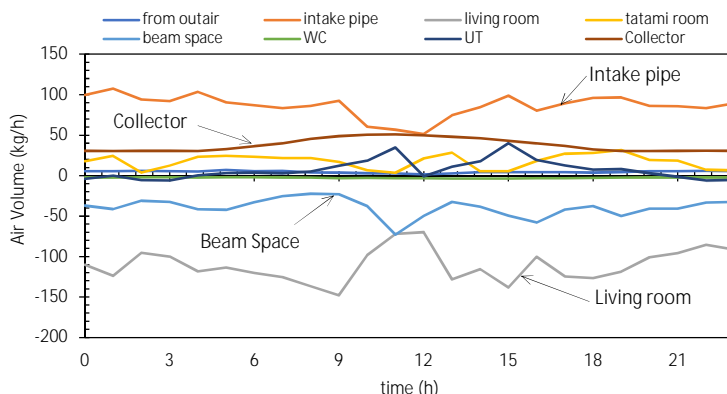 from outair intake pipe living room tatami room
beam space WC UT Collector
200
150
100
50
0
-50
-100
-150
-200
Air Volume (kg/h)
Intake pipe
Collector
Beam Space
Living room
0 3 6 9 12 15 18 21
time (h)